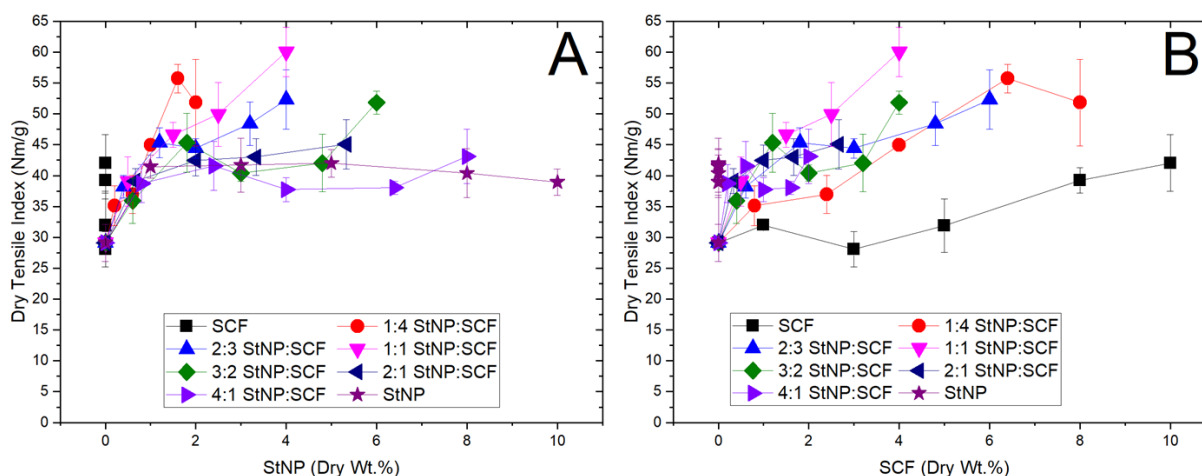 A
Dry Tensile Index (Nm/g)
65
60
55
50
45
40
35
30
25
20
15
10
5
0
SCF 1:4 StNP:SCF
2:3 StNP:SCF 1:1 StNP:SCF
3:2 StNP:SCF 2:1 StNP:SCF
4:1 StNP:SCF StNP
0 2 4 6 8 10
StNP (Dry Wt.%)
B
Dry Tensile Index (Nm/g)
65
60
55
50
45
40
35
30
25
20
15
10
5
0
SCF 1:4 StNP:SCF
2:3 StNP:SCF 1:1 StNP:SCF
3:2 StNP:SCF 2:1 StNP:SCF
4:1 StNP:SCF StNP
0 2 4 6 8 10
SCF (Dry Wt.%)